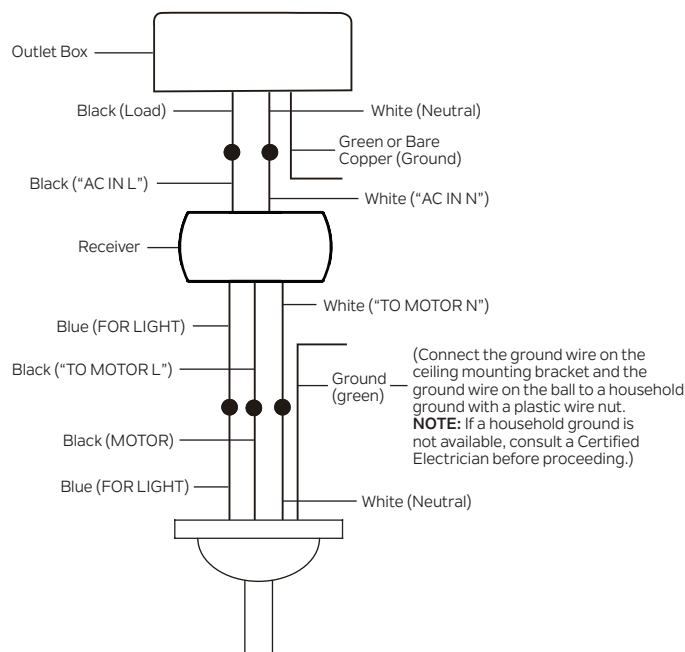 Outlet Box
Black (Load)
White (Neutral)
Green or Bare
Copper (Ground)
Black (“AC IN L”)
White (“AC IN N”)
Receiver
White (“TO MOTOR N”)
Blue (FOR LIGHT)
Black (“TO MOTOR L”)
Ground
(green)
(Connect the ground wire on the
ceiling mounting bracket and the
ground wire on the ball to a household
ground with a plastic wire nut.
NOTE: If a household ground is
not available, consult a Certified
Electrician before proceeding.)
Black (MOTOR)
Blue (FOR LIGHT)
White (Neutral)